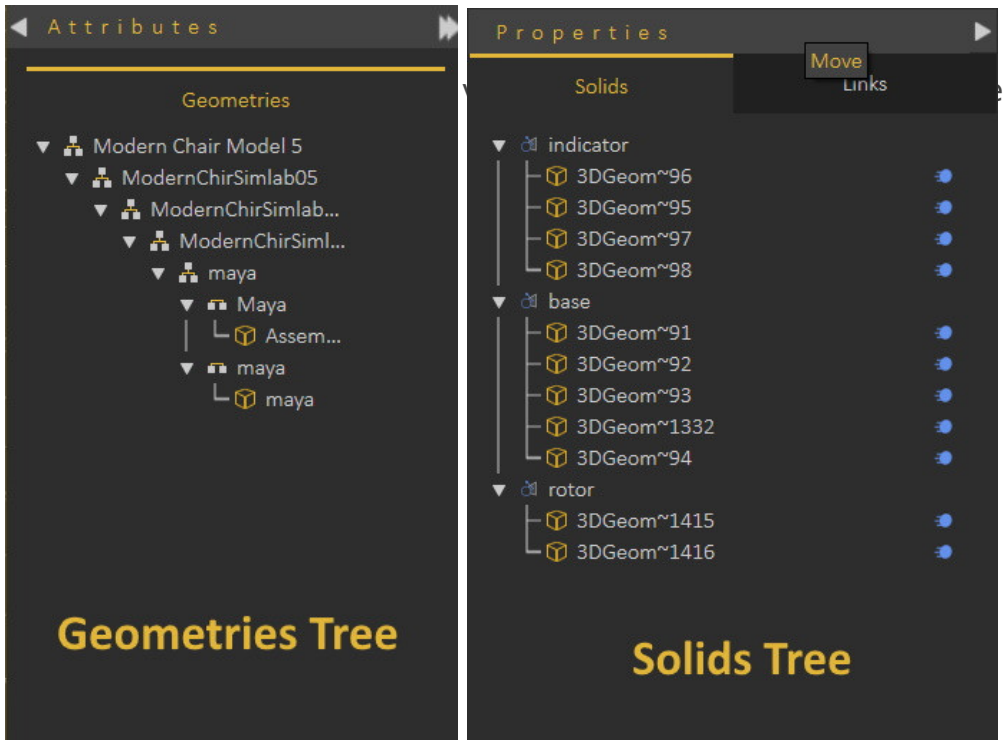 Attributes
Geometries
Modern Chair Model 5
ModernChirSimlab05
ModernChirSimlab...
ModernChirSiml...
maya
Maya
Assem...
maya
maya
Geometries Tree
Properties
Move
Solids
Links
indicator
3DGeom~96
3DGeom~95
3DGeom~97
3DGeom~98
base
3DGeom~91
3DGeom~92
3DGeom~93
3DGeom~1332
3DGeom~94
rotor
3DGeom~1415
3DGeom~1416
Solids Tree